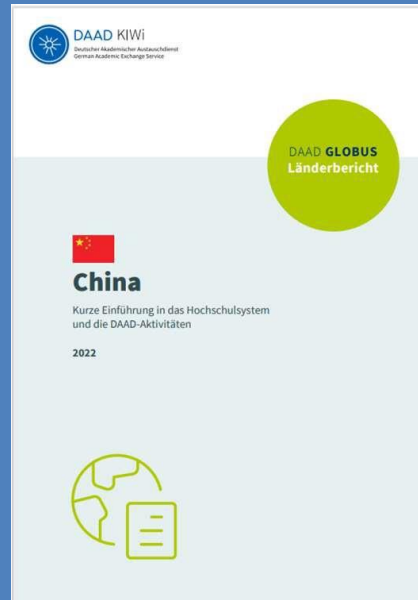 DAAD KIWi
Deutscher Akademischer Austauschdienst
German Academic Exchange Service
DAAD GLOBUS
Länderbericht
China
Kurze Einführung in das Hochschulsystem
und die DAAD-Aktivitäten
2022